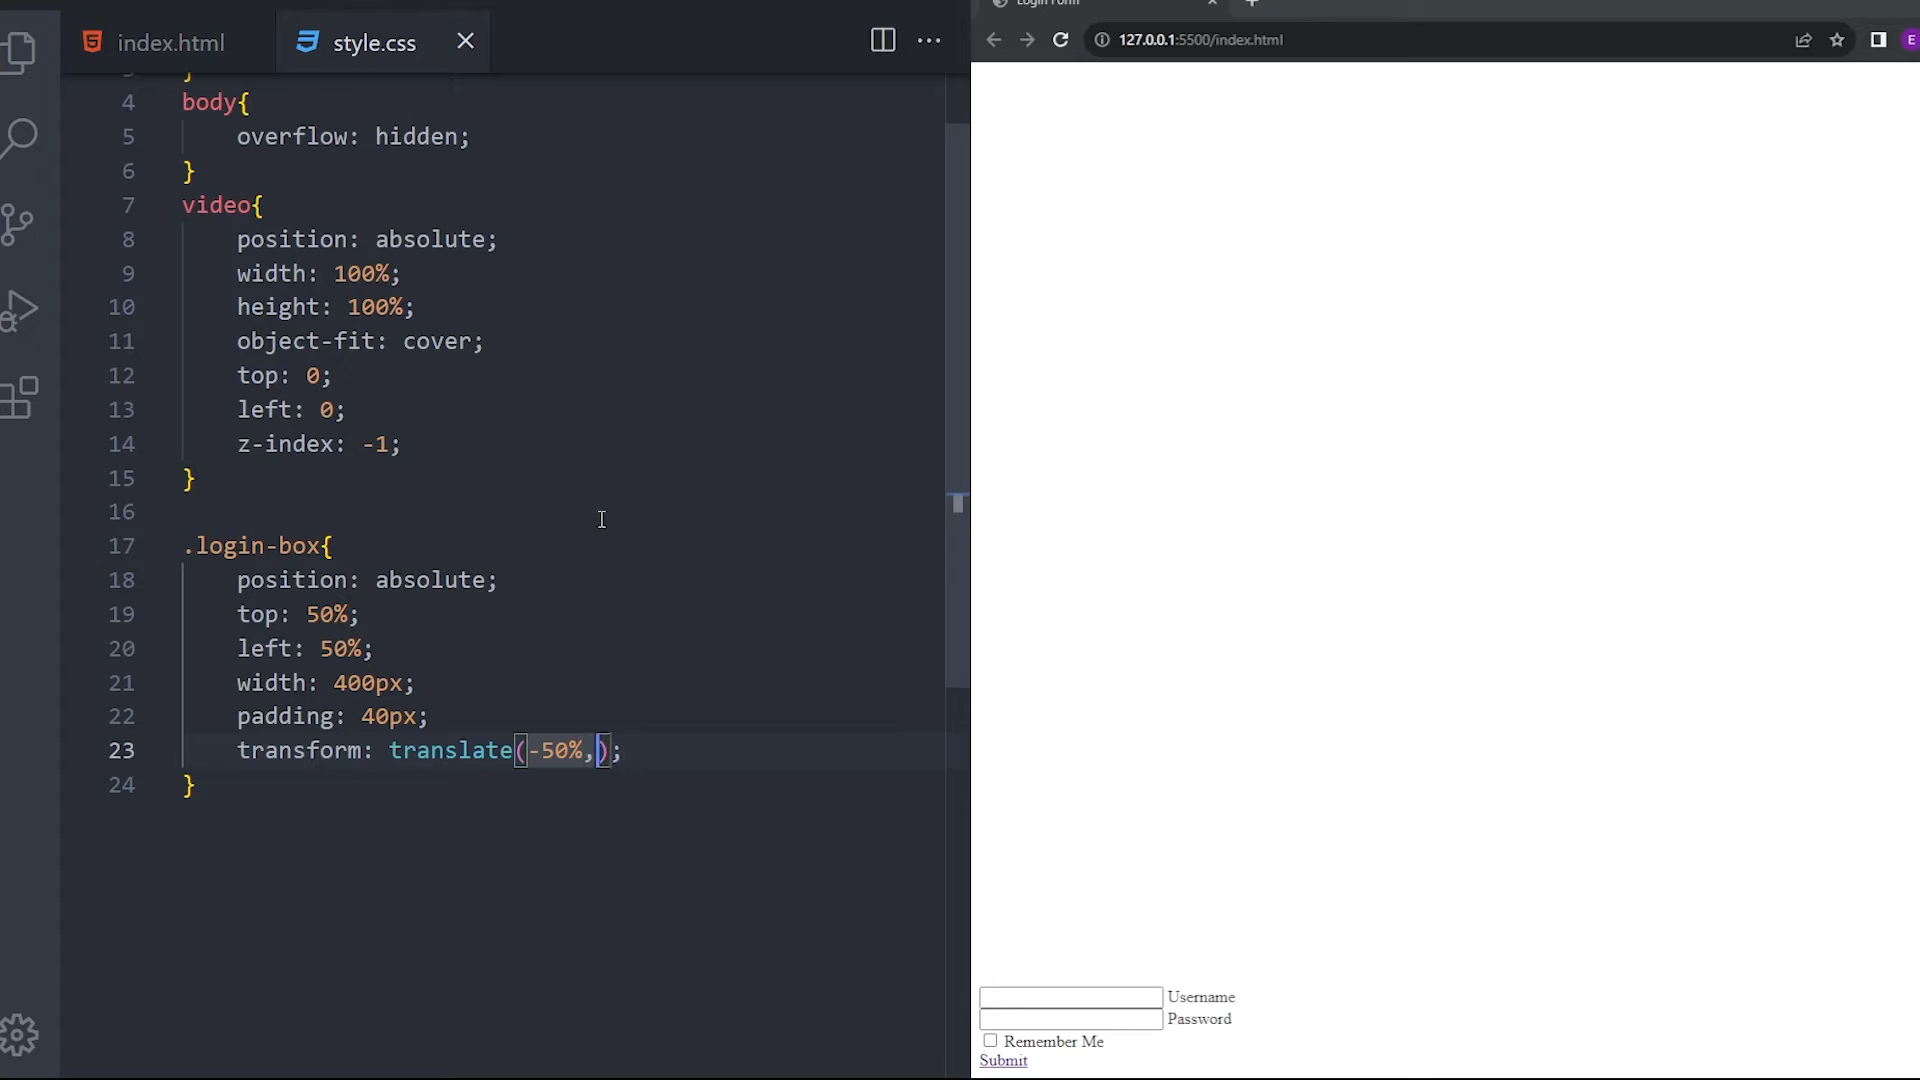 index.html
style.css
Login Form
127.0.0.1:5500/index.html
E
3 }
4 body{
5 overflow: hidden;
6 }
7 video{
8 position: absolute;
9 width: 100%;
10 height: 100%;
11 object-fit: cover;
12 top: 0;
13 left: 0;
14 z-index: -1;
15 }
16
17 .login-box{
18 position: absolute;
19 top: 50%;
20 left: 50%;
21 width: 400px;
22 padding: 40px;
23 transform: translate(-50%,);
24 }
Username
Password
Remember Me
Submit